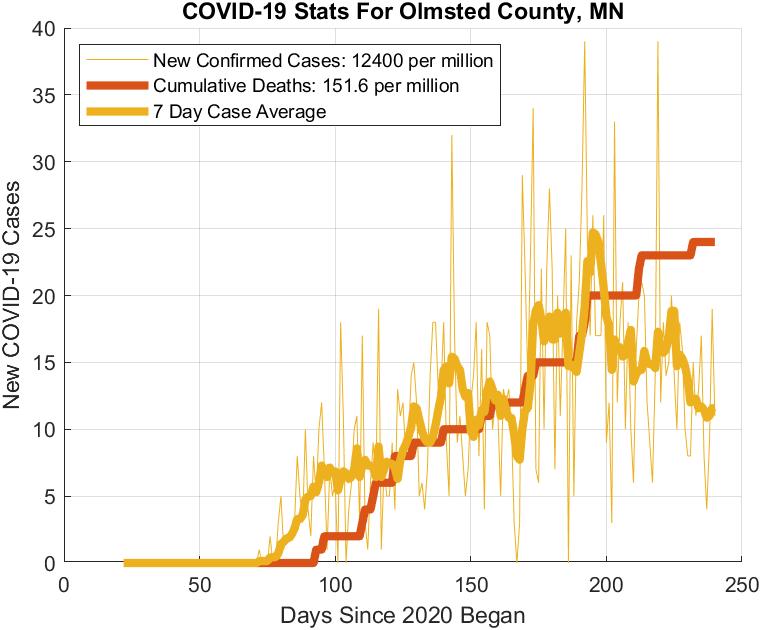 COVID-19 Stats For Olmsted County, MN
New Confirmed Cases: 12400 per million
Cumulative Deaths: 151.6 per million
7 Day Case Average
New COVID-19 Cases
40
35
30
25
20
15
10
5
0
0 50 100 150 200 250
Days Since 2020 Began